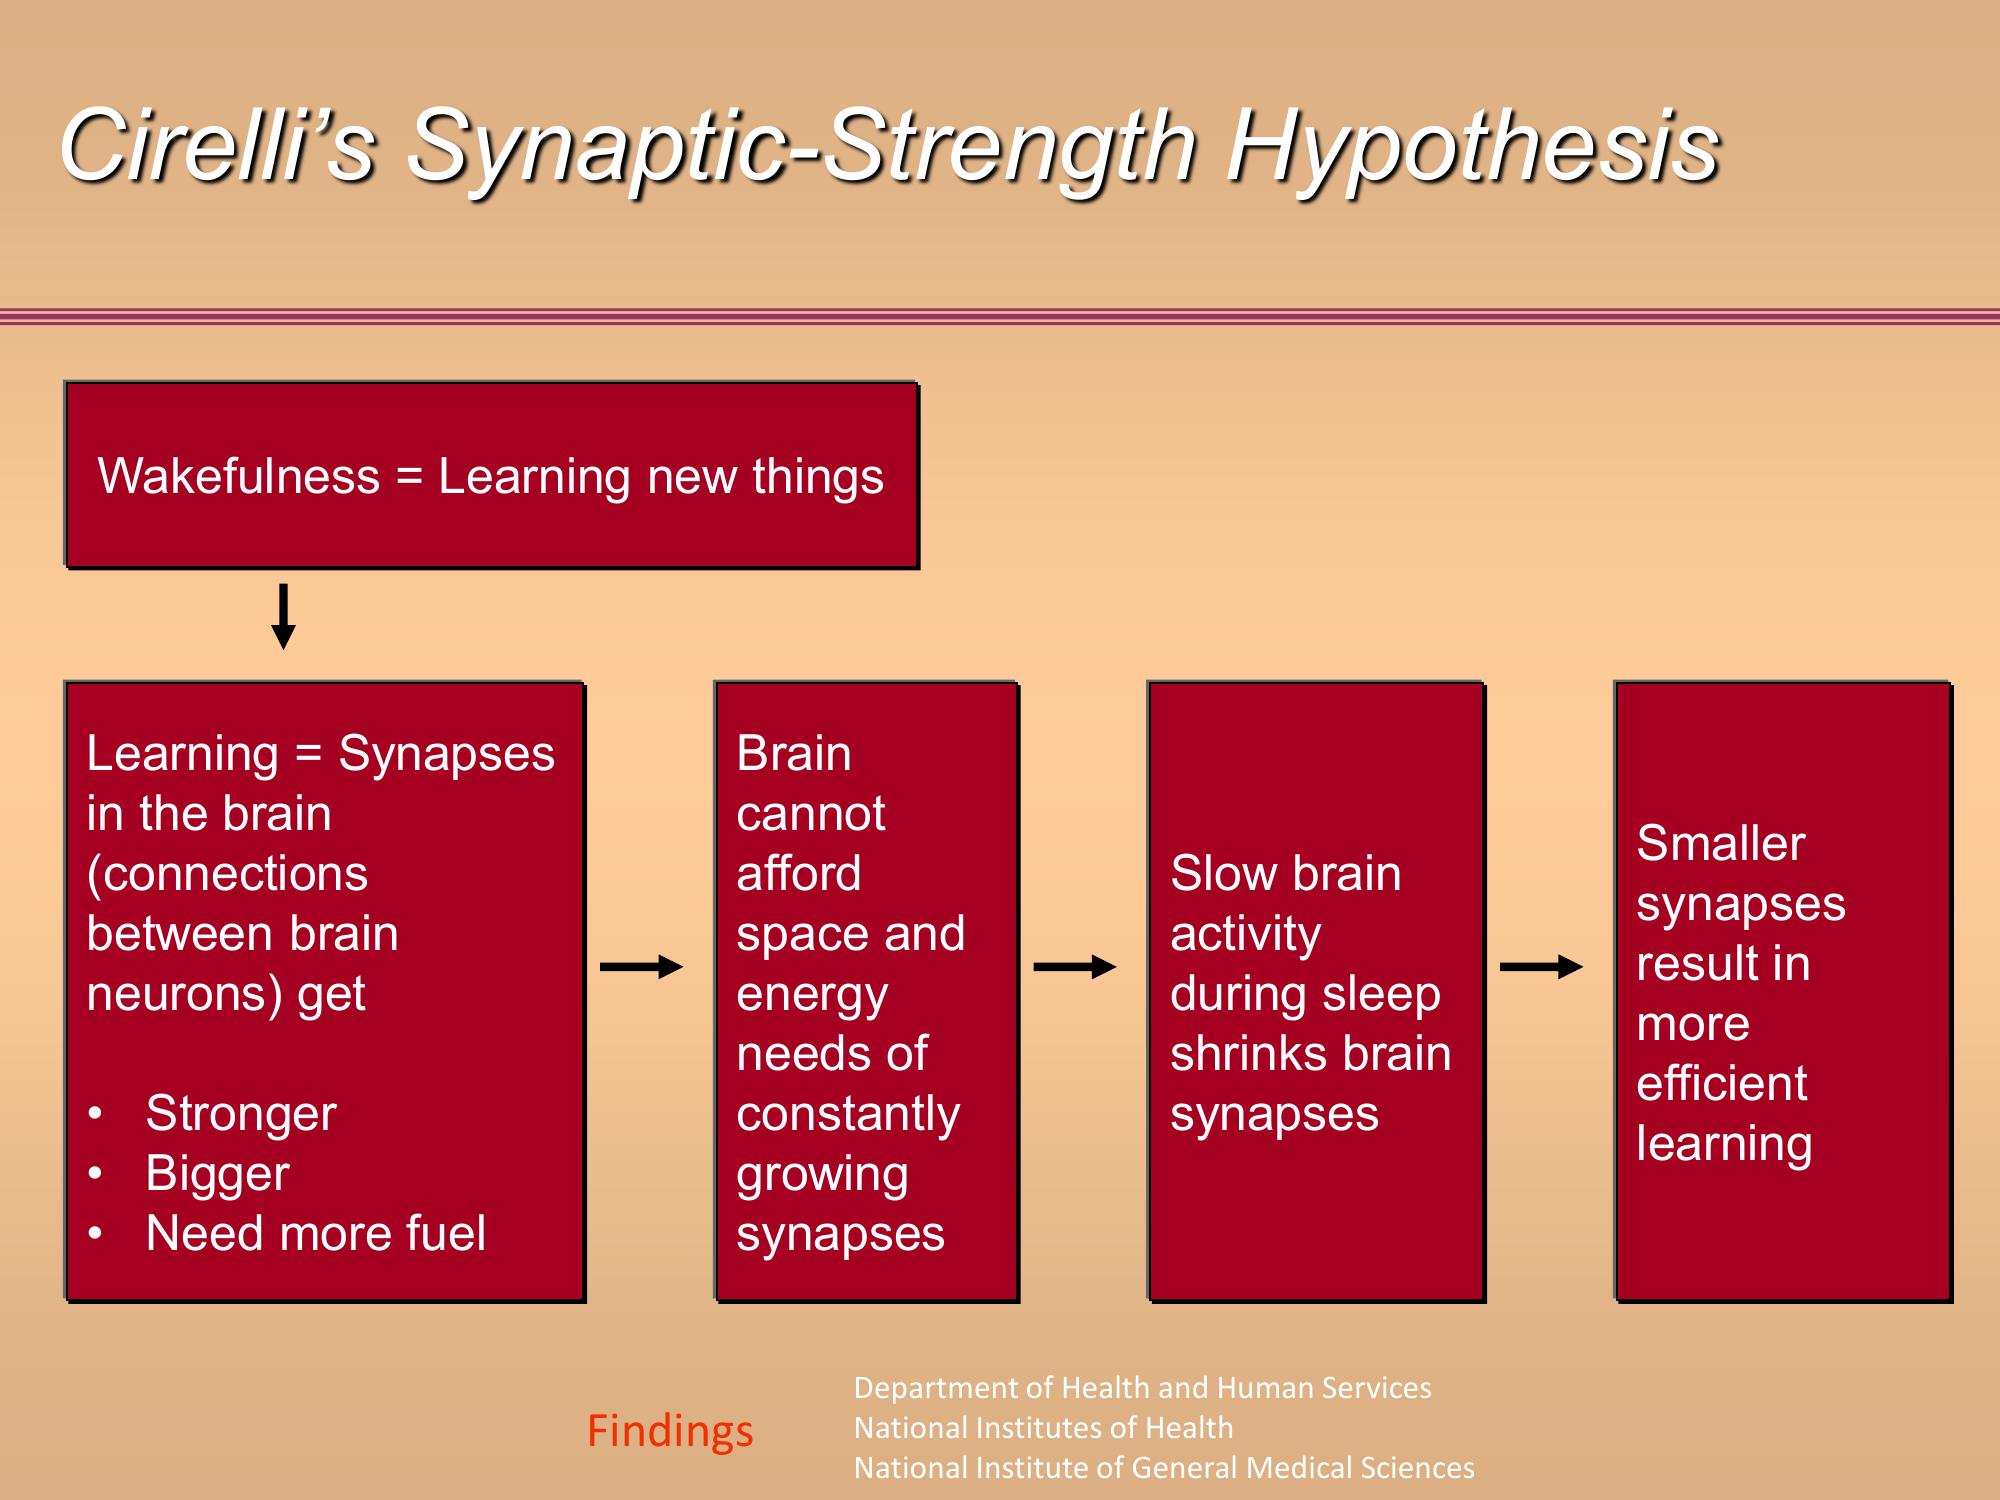 Cirelli’s Synaptic-Strength Hypothesis
Wakefulness = Learning new things
Learning = Synapses
in the brain
(connections
between brain
neurons) get
• Stronger
• Bigger
• Need more fuel
Brain
cannot
afford
space and
energy
needs of
constantly
growing
synapses
Slow brain
activity
during sleep
shrinks brain
synapses
Smaller
synapses
result in
more
efficient
learning
Findings
Department of Health and Human Services
National Institutes of Health
National Institute of General Medical Sciences